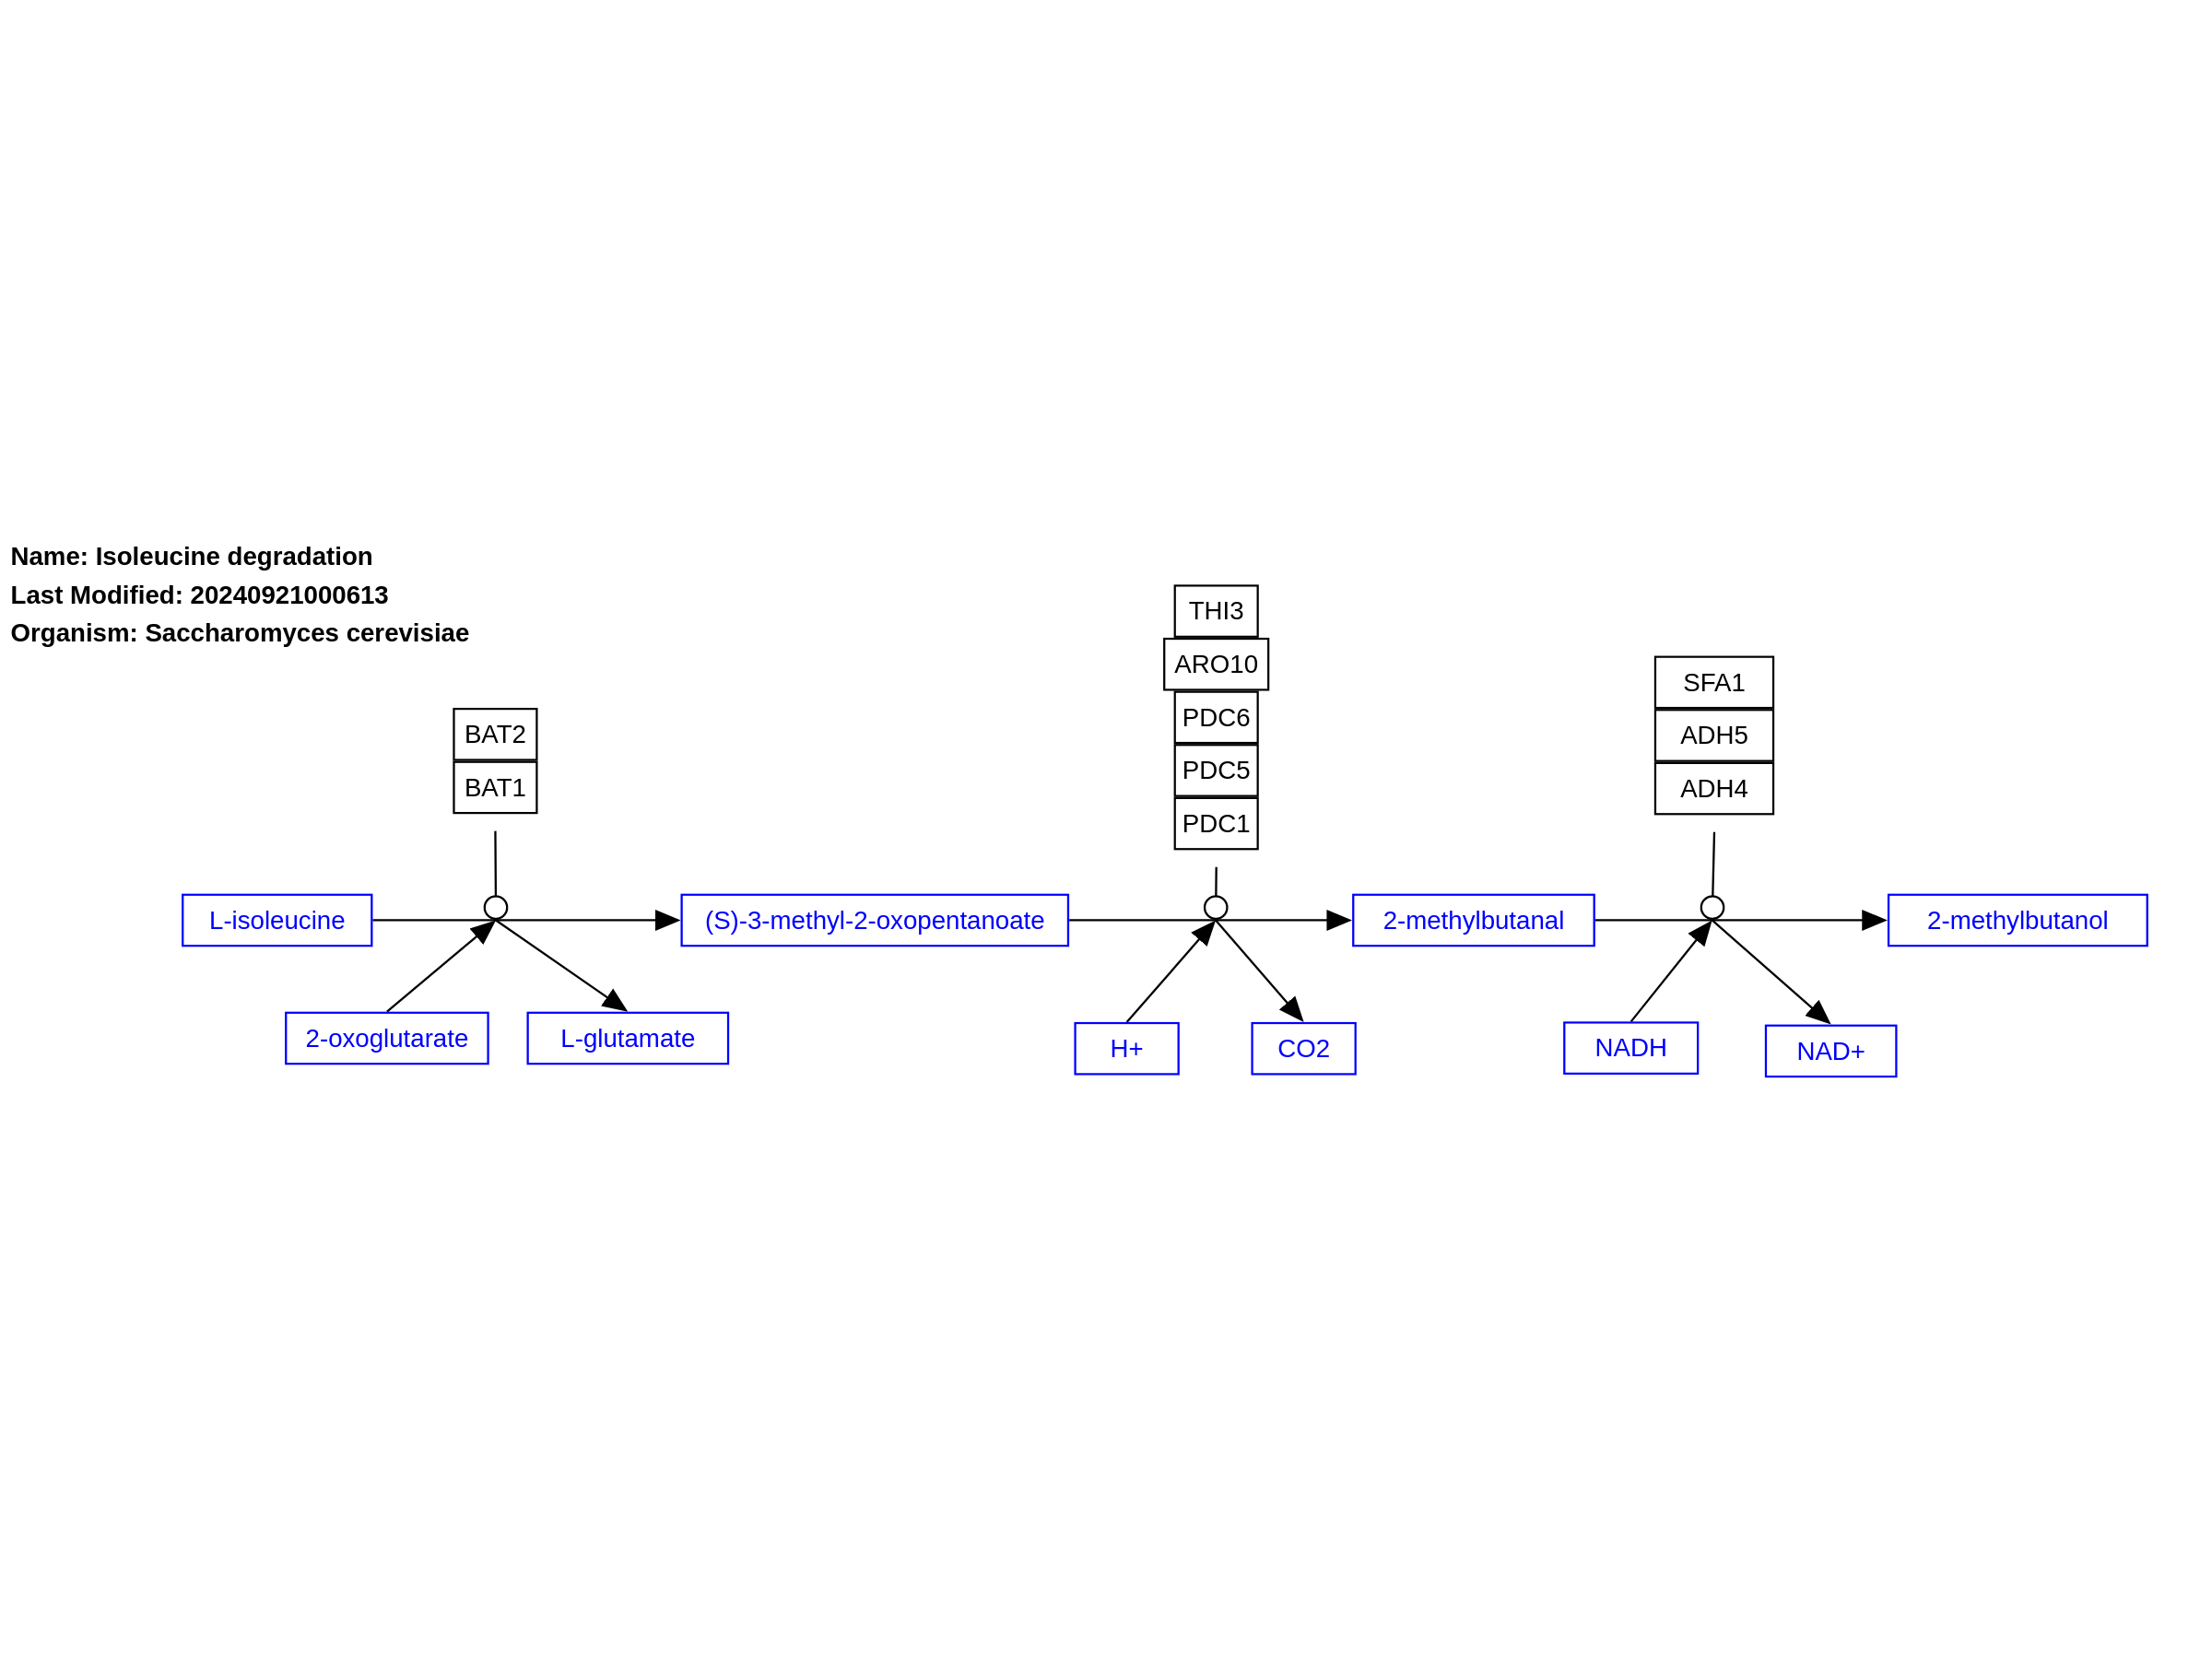 Name: Isoleucine degradation
Last Modified: 20240921000613
Organism: Saccharomyces cerevisiae
THI3
ARO10
PDC6
PDC5
PDC1
SFA1
ADH5
ADH4
BAT2
BAT1
L-isoleucine
(S)-3-methyl-2-oxopentanoate
2-methylbutanal
2-methylbutanol
2-oxoglutarate
L-glutamate
H+
CO2
NADH
NAD+